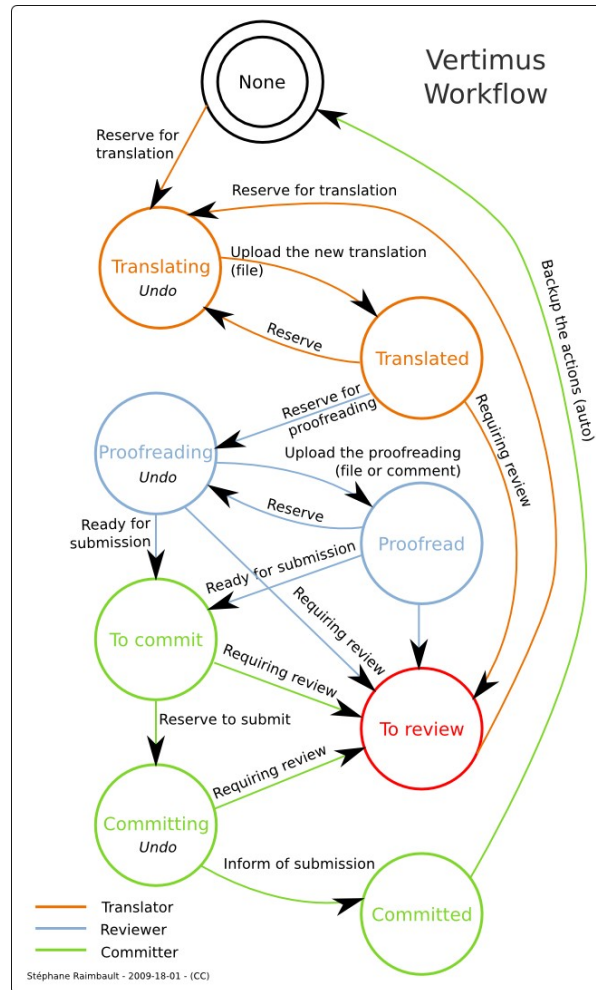 Vertimus
Workflow
None
Reserve for
translation
Reserve for translation
Translating
Undo
Upload the new translation
(file)
Reserve
Translated
Backup the actions (auto)
Reserve for
proofreading
Requiring review
Proofreading
Undo
Upload the proofreading
(file or comment)
Reserve
Proofread
Ready for
submission
Ready for submission
Requiring review
To commit
Requiring review
To review
Reserve to submit
Requiring review
Committing
Undo
Inform of submission
Committed
Translator
Reviewer
Committer
Stéphane Raimbault - 2009-18-01 - (CC)